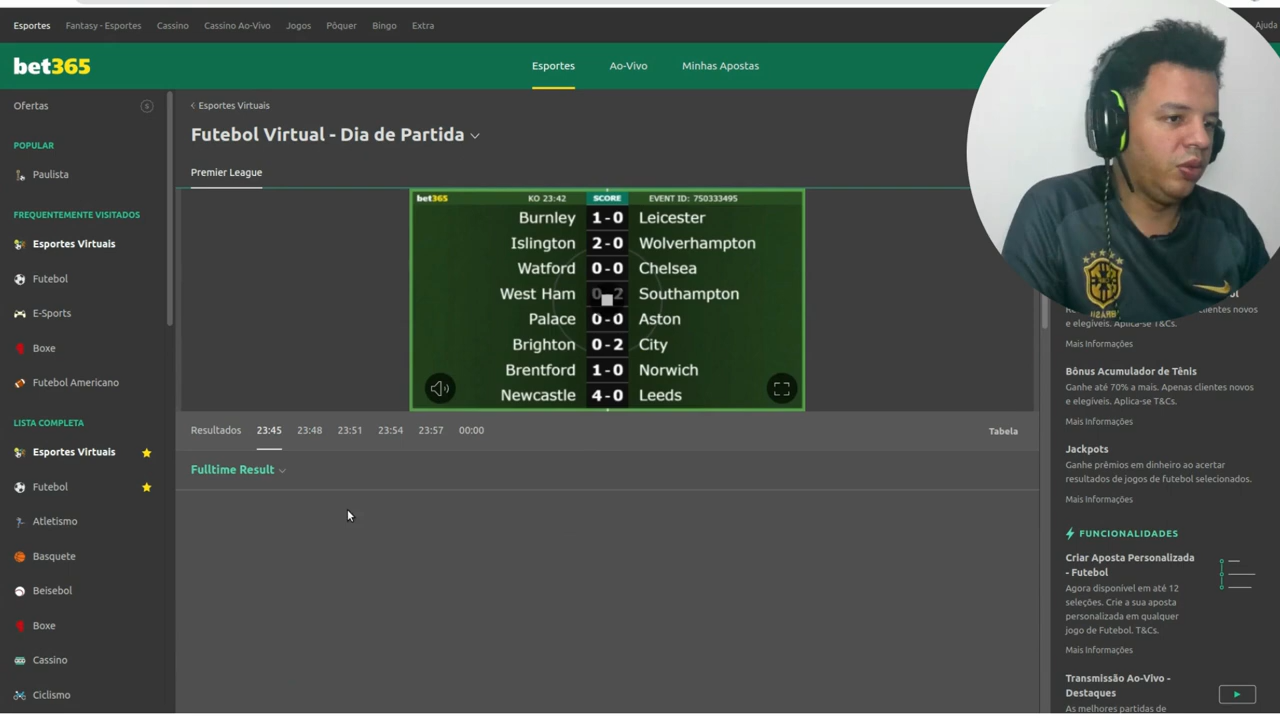 Esportes Fantasy - Esportes Cassino Cassino Ao-Vivo Jogos Pôquer Bingo Extra Ajuda
bet365
Esportes Ao-Vivo Minhas Apostas
Ofertas 5
POPULAR
Paulista
FREQUENTEMENTE VISITADOS
Esportes Virtuais
Futebol
E-Sports
Boxe
Futebol Americano
LISTA COMPLETA
Esportes Virtuais
Futebol
Atletismo
Basquete
Beisebol
Boxe
Cassino
Ciclismo
Esportes Virtuais
Futebol Virtual - Dia de Partida
Premier League
bet365 KO 23:42 SCORE EVENT ID: 750333495
Burnley 1-0 Leicester
Islington 2-0 Wolverhampton
Watford 0-0 Chelsea
West Ham 0 2 Southampton
Palace 0-0 Aston
Brighton 0-2 City
Brentford 1-0 Norwich
Newcastle 4-0 Leeds
Resultados 23:45 23:48 23:51 23:54 23:57 00:00 Tabela
Fulltime Result
e elegíveis. Aplica-se T&Cs.
Mais Informações
Bônus Acumulador de Tênis
Ganhe até 70% a mais. Apenas clientes novos
e elegíveis. Aplica-se T&Cs.
Mais Informações
Jackpots
Ganhe prêmios em dinheiro ao acertar
resultados de jogos de futebol selecionados.
Mais Informações
FUNCIONALIDADES
Criar Aposta Personalizada
- Futebol
Agora disponível em até 12
seleções. Crie a sua aposta
personalizada em qualquer
jogo de Futebol. T&Cs.
Mais Informações
Transmissão Ao-Vivo -
Destaques
As melhores partidas de